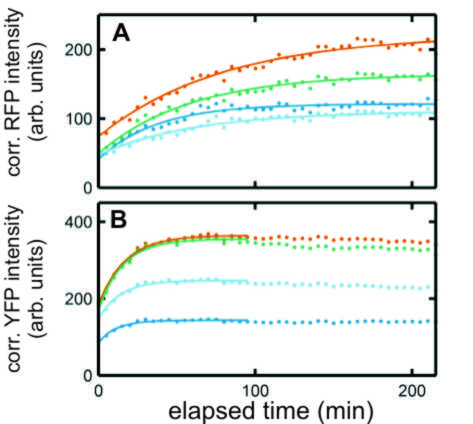 A
corr. RFP intensity
(arb. units)
200
100
0
B
corr. YFP intensity
(arb. units)
400
200
0
0
100
200
elapsed time (min)